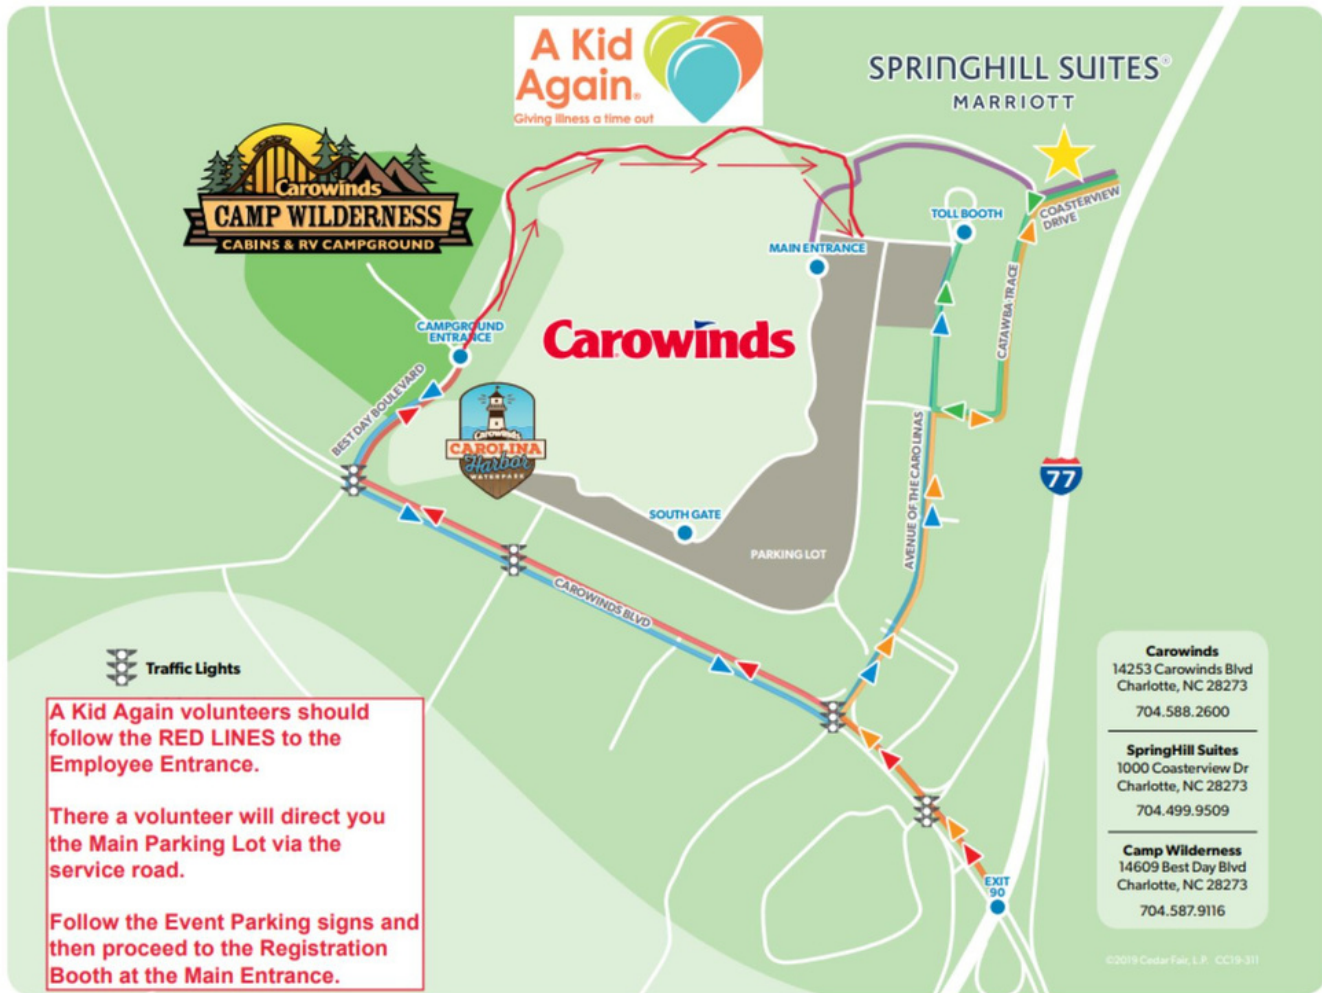 A Kid
Again®
Giving illness a time out
SPRINGHILL SUITES®
MARRIOTT
Carowinds
CAMP WILDERNESS
CABINS & RV CAMPGROUND
TOLL BOOTH
COASTERVIEW
DRIVE
MAIN ENTRANCE
CATAWBA TRACE
CAMPGROUND
ENTRANCE
Carowinds
BEST DAY BOULEVARD
Carowinds
CAROLINA
Harbor
WATERPARK
AVENUE OF THE CAROLINAS
77
SOUTH GATE
PARKING LOT
CAROWINDS BLVD
Traffic Lights
A Kid Again volunteers should
follow the RED LINES to the
Employee Entrance.
There a volunteer will direct you
the Main Parking Lot via the
service road.
Follow the Event Parking signs and
then proceed to the Registration
Booth at the Main Entrance.
EXIT
90
Carowinds
14253 Carowinds Blvd
Charlotte, NC 28273
704.588.2600
SpringHill Suites
1000 Coasterview Dr
Charlotte, NC 28273
704.499.9509
Camp Wilderness
14609 Best Day Blvd
Charlotte, NC 28273
704.587.9116
©2019 Cedar Fair, L.P. CC19-311